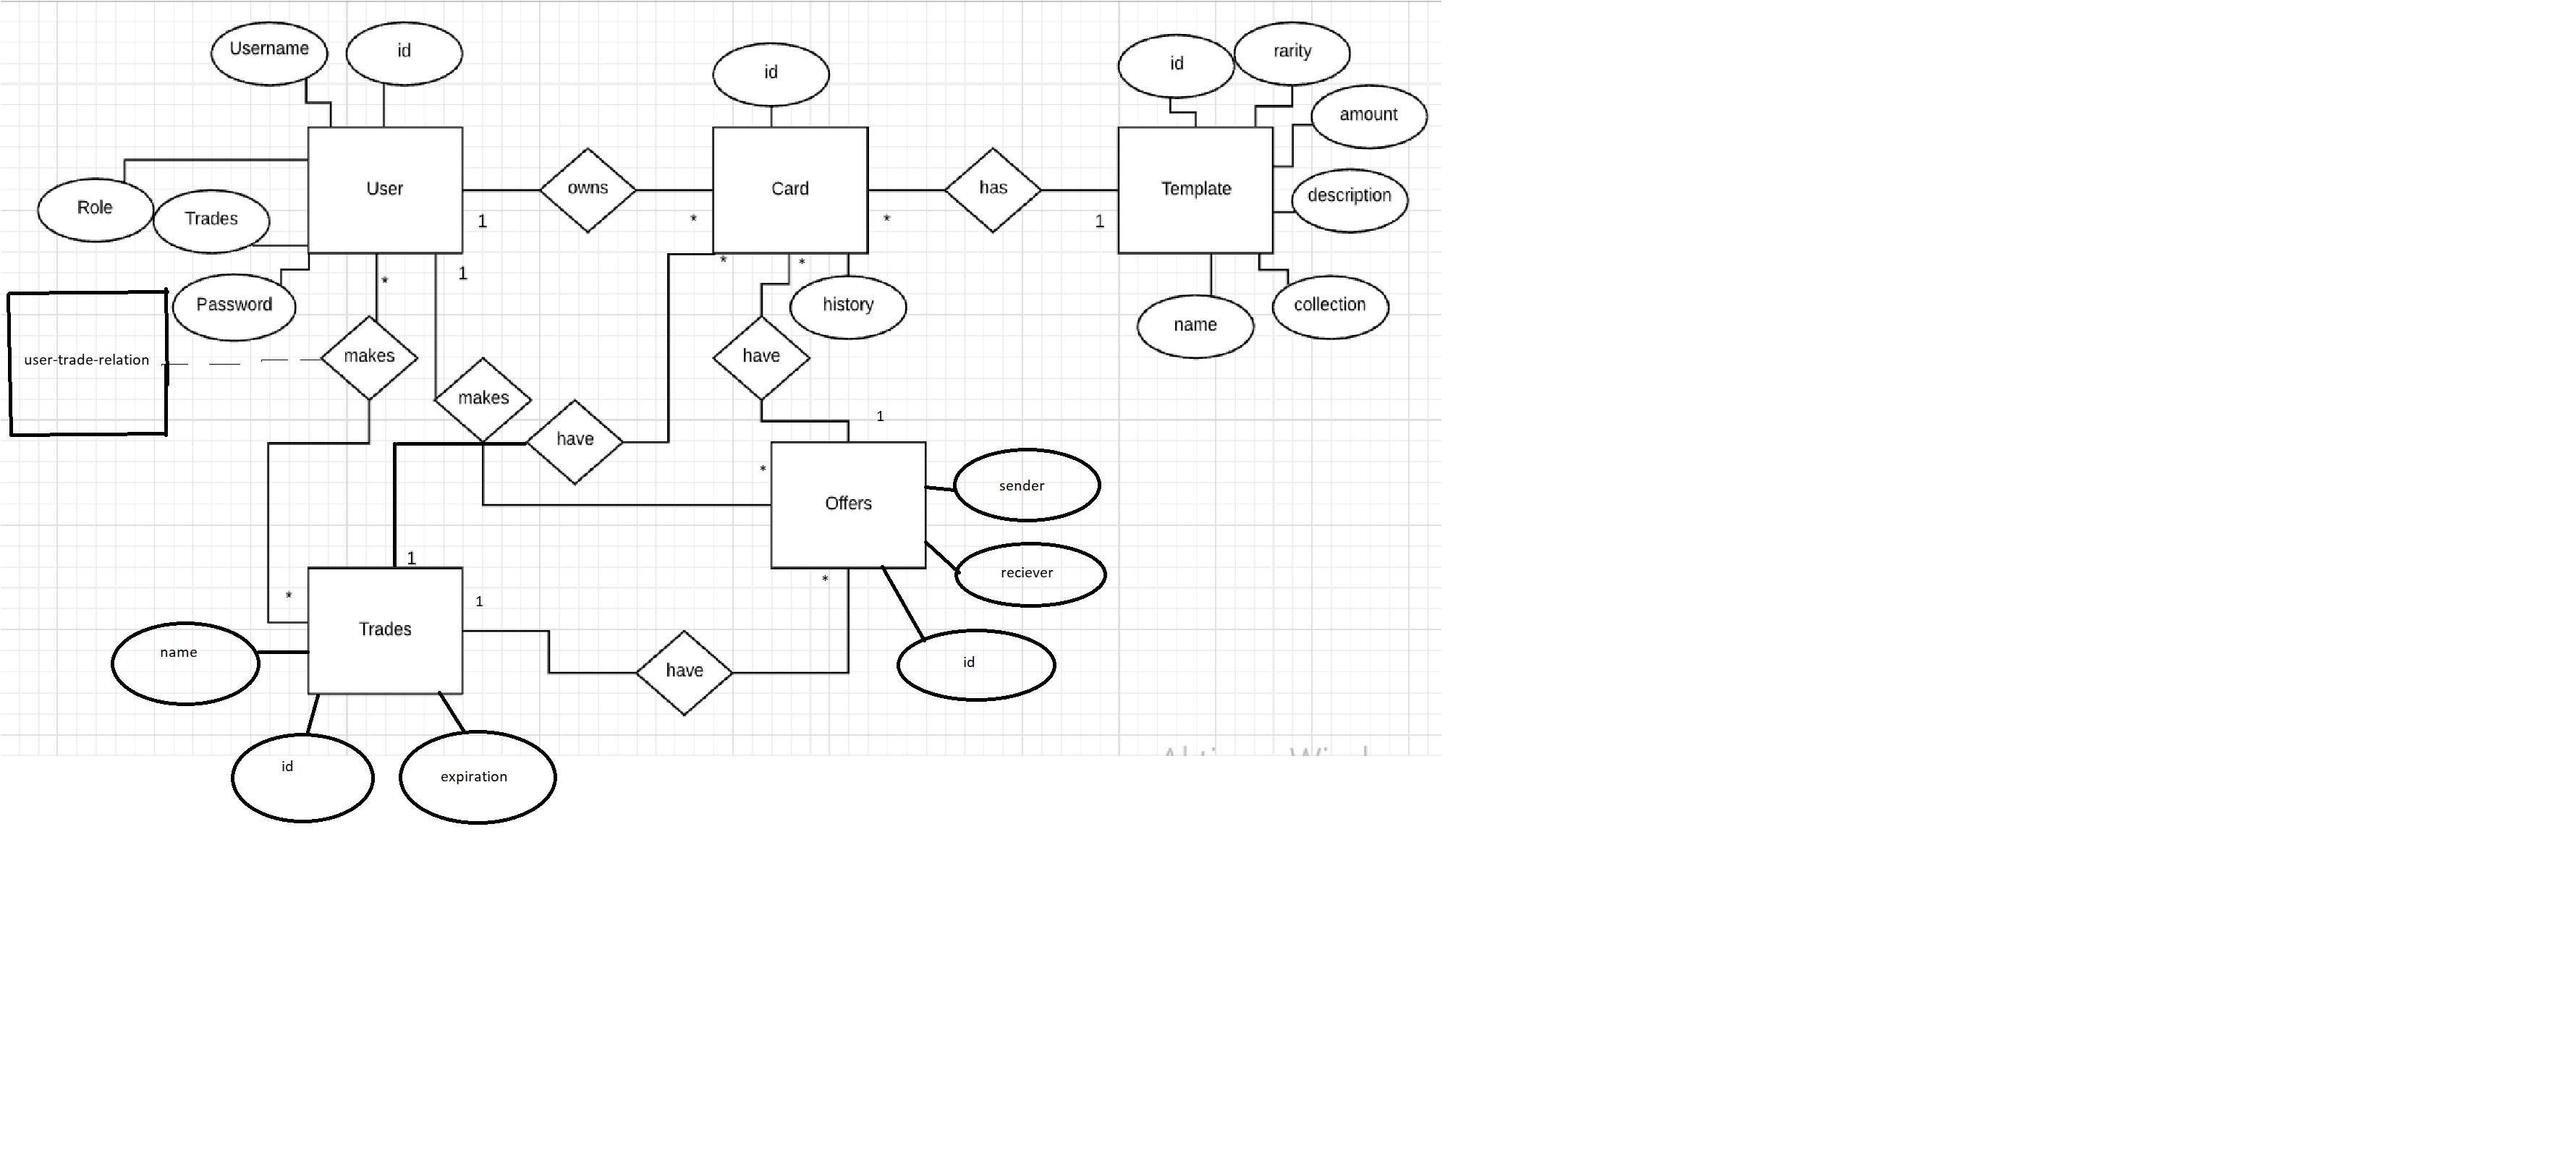 Username
id
id
id
rarity
amount
User
owns
Card
has
Template
description
Role
Trades
1
*
*
1
Password
*
1
*
*
history
collection
name
user-trade-relation
makes
have
makes
have
1
*
Offers
sender
1
reciever
*
*
1
name
Trades
have
id
id
expiration